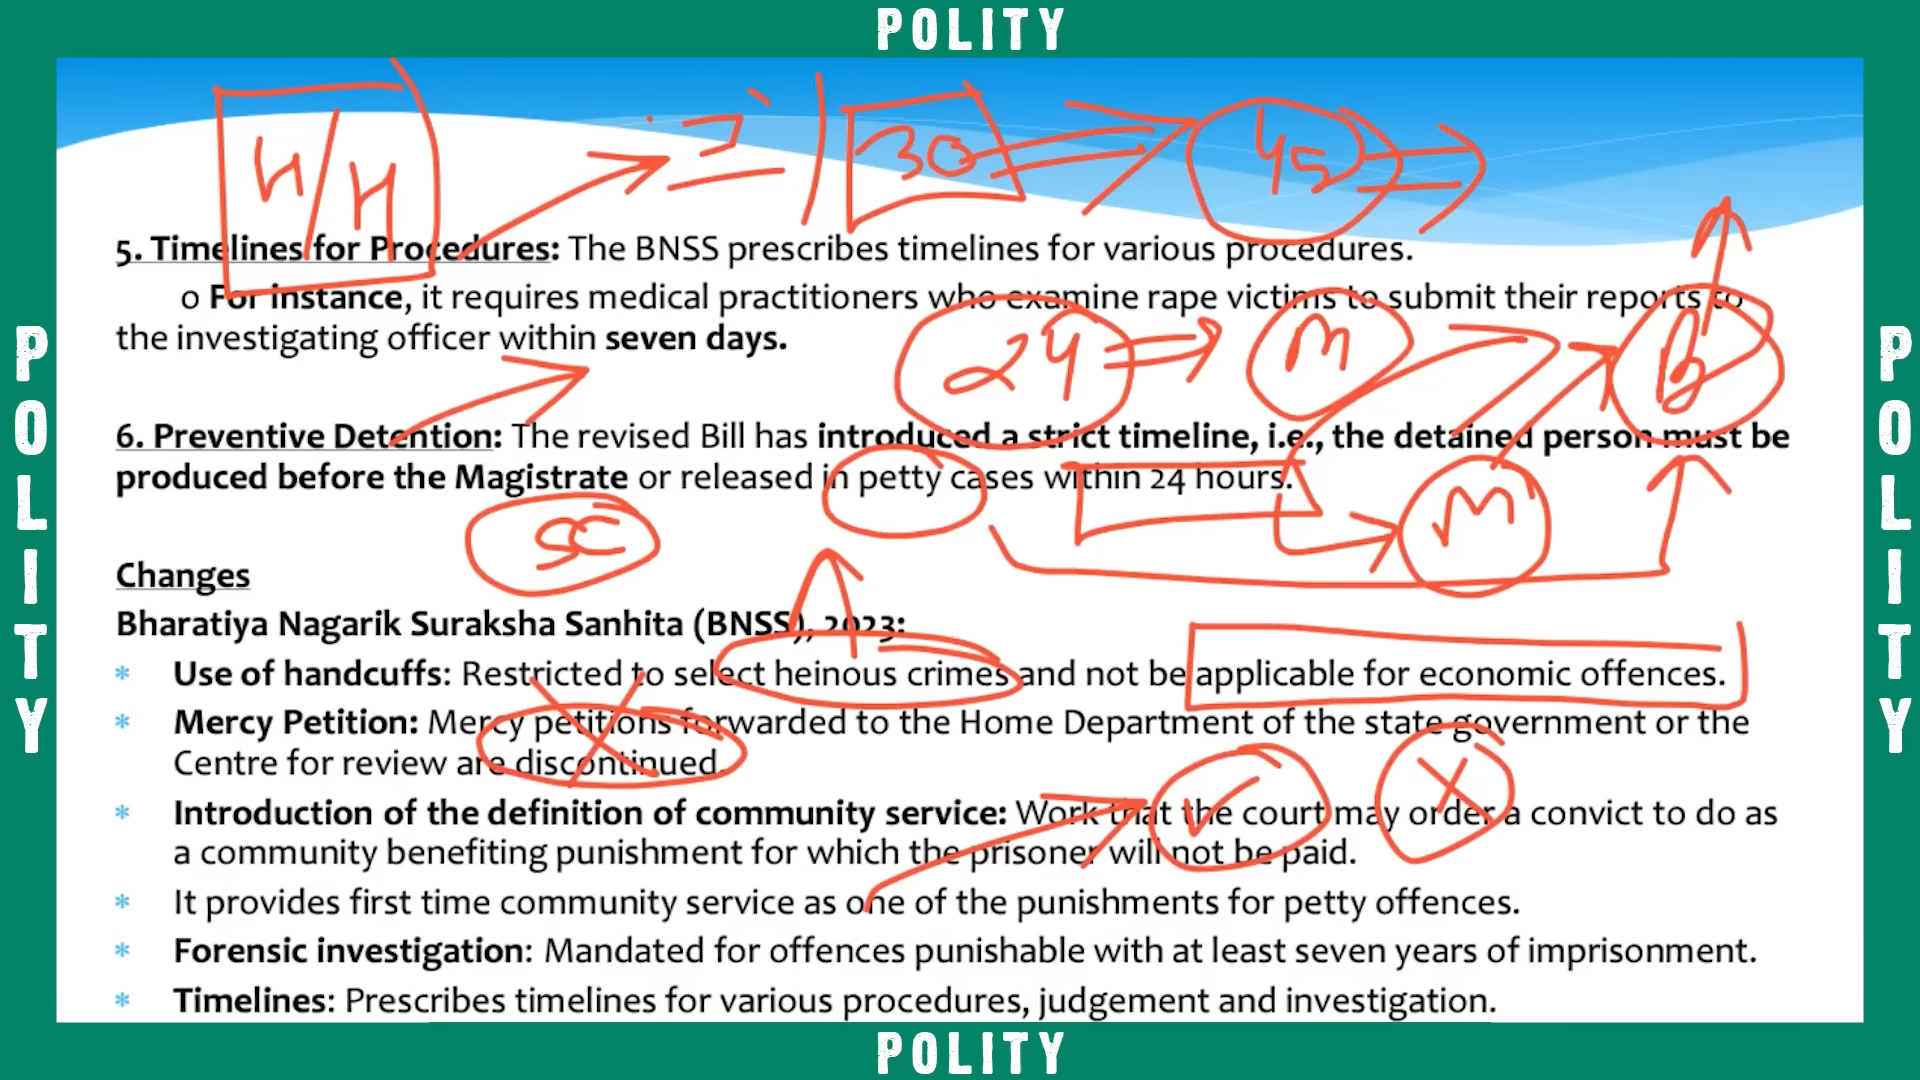 POLITY
30
45
5. Timelines for Procedures: The BNSS prescribes timelines for various procedures.
o For instance, it requires medical practitioners who examine rape victims to submit their reports to
the investigating officer within seven days.
24
M
B
6. Preventive Detention: The revised Bill has introduced a strict timeline, i.e., the detained person must be
produced before the Magistrate or released in petty cases within 24 hours.
SC
M
Changes
Bharatiya Nagarik Suraksha Sanhita (BNSS), 2023:
* Use of handcuffs: Restricted to select heinous crimes and not be applicable for economic offences.
* Mercy Petition: Mercy petitions forwarded to the Home Department of the state government or the
Centre for review are discontinued.
* Introduction of the definition of community service: Work that the court may order a convict to do as
a community benefiting punishment for which the prisoner will not be paid.
* It provides first time community service as one of the punishments for petty offences.
* Forensic investigation: Mandated for offences punishable with at least seven years of imprisonment.
* Timelines: Prescribes timelines for various procedures, judgement and investigation.
POLITY
POLITY
POLITY